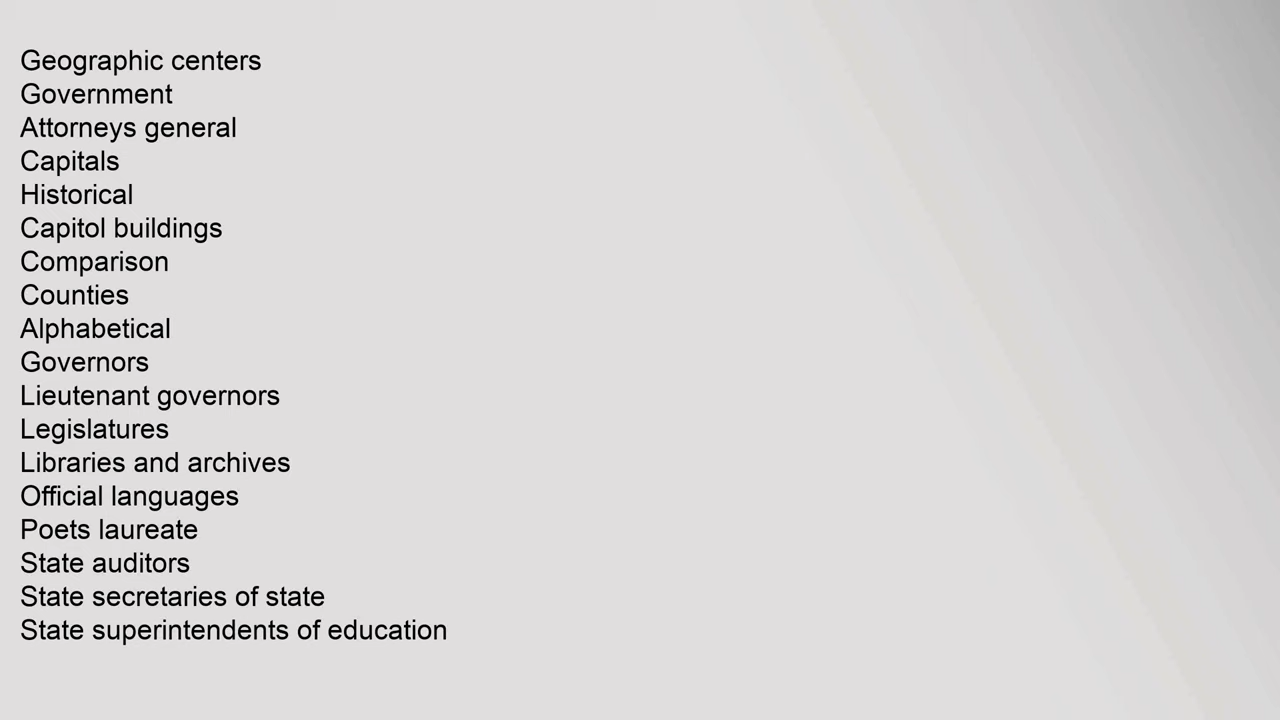 Geographic centers
Government
Attorneys general
Capitals
Historical
Capitol buildings
Comparison
Counties
Alphabetical
Governors
Lieutenant governors
Legislatures
Libraries and archives
Official languages
Poets laureate
State auditors
State secretaries of state
State superintendents of education